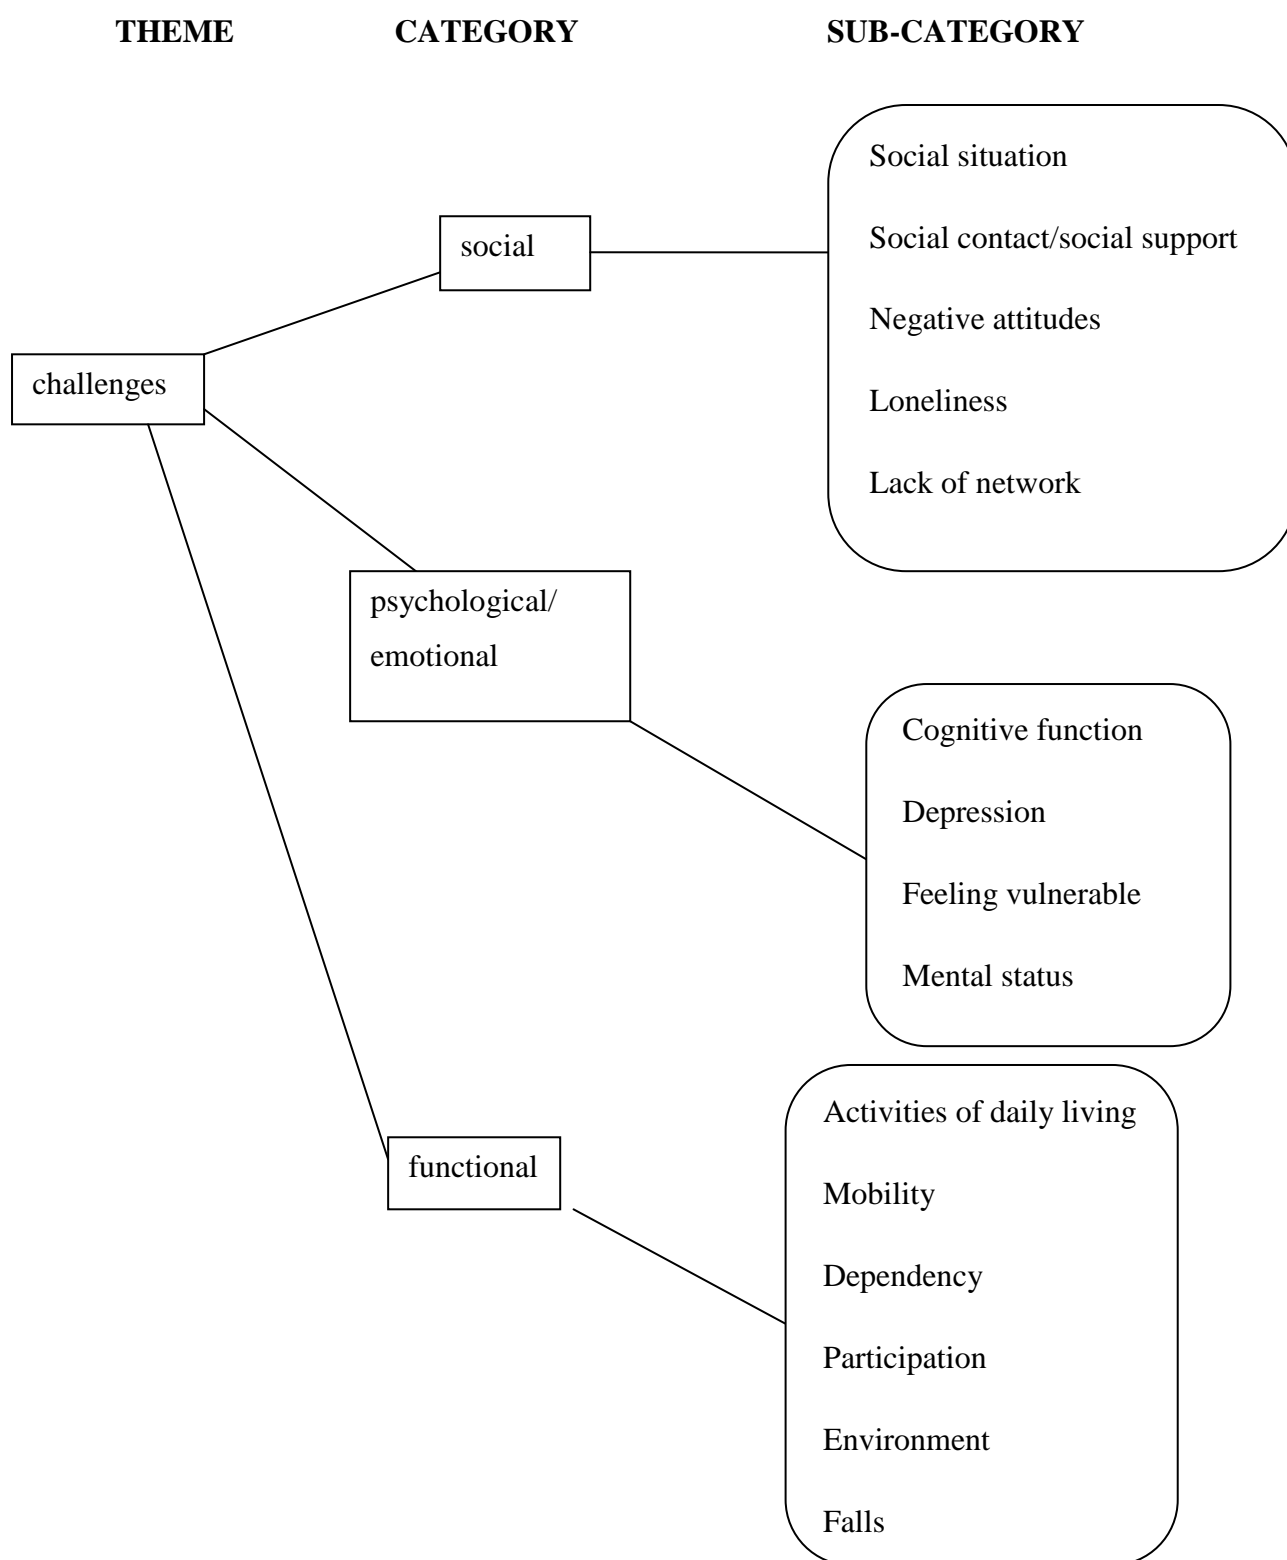 THEME CATEGORY SUB-CATEGORY
challenges
social
Social situation
Social contact/social support
Negative attitudes
Loneliness
Lack of network
psychological/
emotional
Cognitive function
Depression
Feeling vulnerable
Mental status
functional
Activities of daily living
Mobility
Dependency
Participation
Environment
Falls